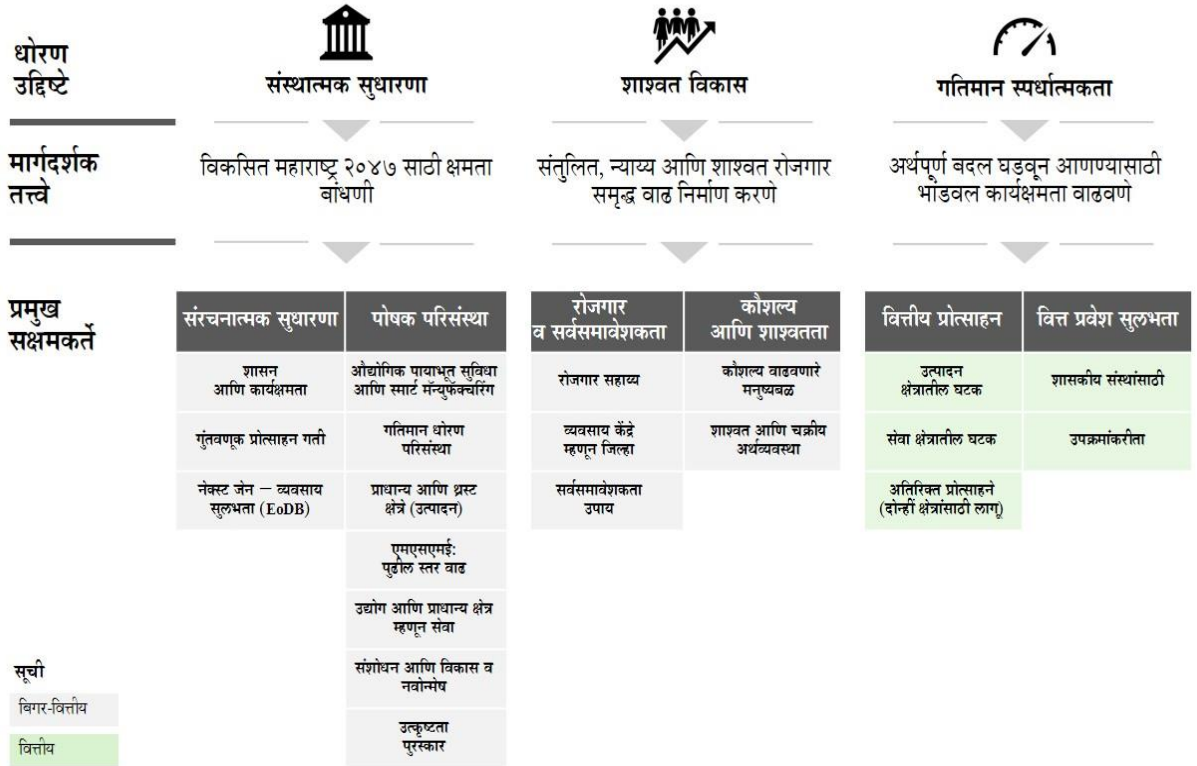 धोरण
उद्दिष्टे
संस्थात्मक सुधारणा
शाश्वत विकास
गतिमान स्पर्धात्मकता
मार्गदर्शक
तत्त्वे
विकसित महाराष्ट्र २०४७ साठी क्षमता
बांधणी
संतुलित, न्याय्य आणि शाश्वत रोजगार
समृद्ध वाढ निर्माण करणे
अर्थपूर्ण बदल घडवून आणण्यासाठी
भांडवल कार्यक्षमता वाढवणे
प्रमुख
सक्षमकर्ते
संरचनात्मक सुधारणा
शासन
आणि कार्यक्षमता
गुंतवणूक प्रोत्साहन गती
नेक्स्ट जेन – व्यवसाय
सुलभता (EoDB)
पोषक परिसंस्था
औद्योगिक पायाभूत सुविधा
आणि स्मार्ट मॅन्युफॅक्चरिंग
गतिमान धोरण
परिसंस्था
प्राधान्य आणि थ्रस्ट
क्षेत्रे (उत्पादन)
एमएसएमई:
पुढील स्तर वाढ
उद्योग आणि प्राधान्य क्षेत्र
म्हणून सेवा
संशोधन आणि विकास व
नवोन्मेष
उत्कृष्टता
पुरस्कार
रोजगार
व सर्वसमावेशकता
रोजगार सहाय्य
व्यवसाय केंद्रे
म्हणून जिल्हा
सर्वसमावेशकता
उपाय
कौशल्य
आणि शाश्वतता
कौशल्य वाढवणारे
मनुष्यबळ
शाश्वत आणि चक्रीय
अर्थव्यवस्था
वित्तीय प्रोत्साहन
उत्पादन
क्षेत्रातील घटक
सेवा क्षेत्रातील घटक
अतिरिक्त प्रोत्साहने
(दोन्हीं क्षेत्रांसाठी लागू)
वित्त प्रवेश सुलभता
शासकीय संस्थांसाठी
उपक्रमांकरीता
सूची
बिगर-वित्तीय
वित्तीय